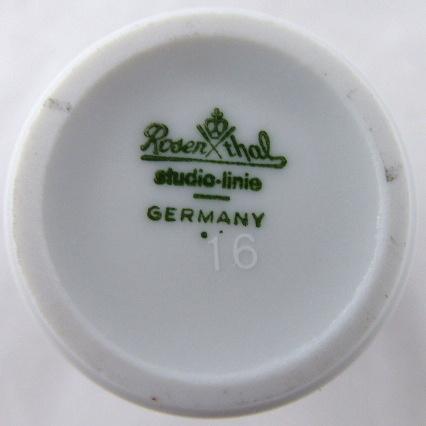 Rosenthal
studio-linie
GERMANY
16